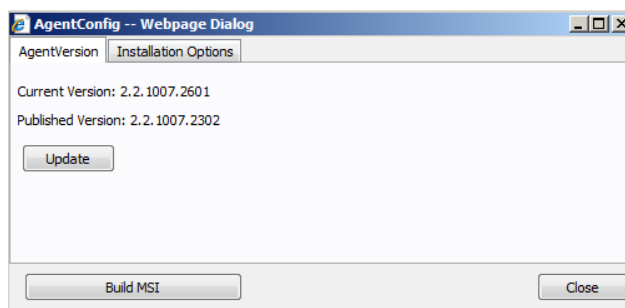 AgentConfig -- Webpage Dialog
AgentVersion Installation Options
Current Version: 2.2.1007.2601
Published Version: 2.2.1007.2302
Update
Build MSI Close